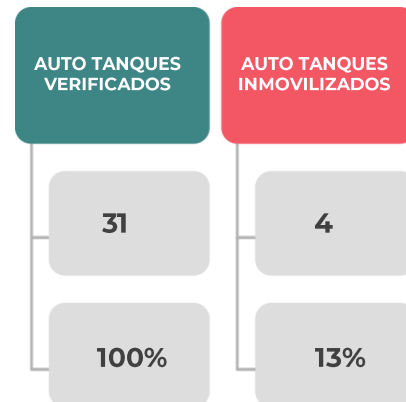 AUTO TANQUES
VERIFICADOS
31
100%
AUTO TANQUES
INMOVILIZADOS
4
13%